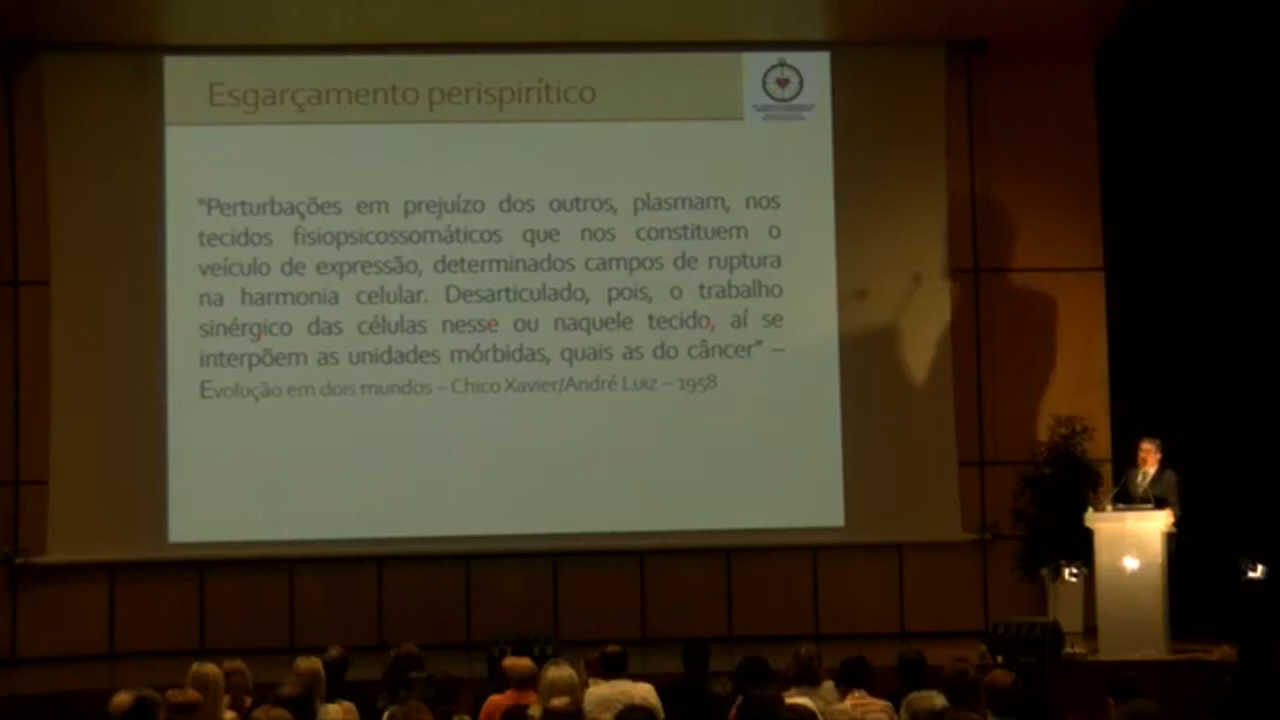 Esgarçamento perispirítico
"Perturbações em prejuízo dos outros, plasmam, nos
tecidos fisiopsicossomáticos que nos constituem o
veículo de expressão, determinados campos de ruptura
na harmonia celular. Desarticulado, pois, o trabalho
sinérgico das células nesse ou naquele tecido, aí se
interpõem as unidades mórbidas, quais as do câncer" –
Evolução em dois mundos – Chico Xavier/André Luiz – 1958